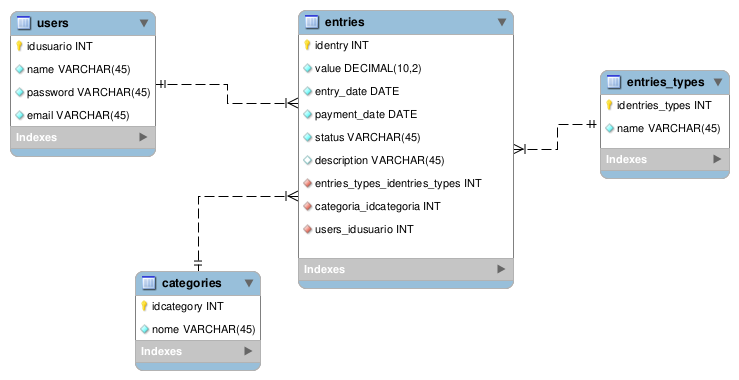 users
idusuario INT
name VARCHAR(45)
password VARCHAR(45)
email VARCHAR(45)
Indexes
entries
identry INT
value DECIMAL(10,2)
entry_date DATE
payment_date DATE
status VARCHAR(45)
description VARCHAR(45)
entries_types_identries_types INT
categoria_idcategoria INT
users_idusuario INT
Indexes
entries_types
identries_types INT
name VARCHAR(45)
Indexes
categories
idcategory INT
nome VARCHAR(45)
Indexes